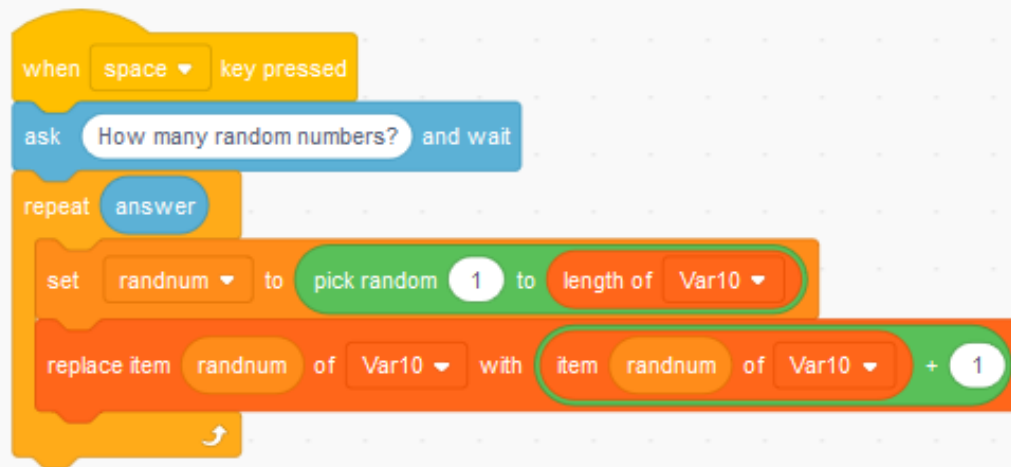 when space key pressed
ask How many random numbers? and wait
repeat answer
set randnum to pick random 1 to length of Var10
replace item randnum of Var10 with item randnum of Var10 + 1